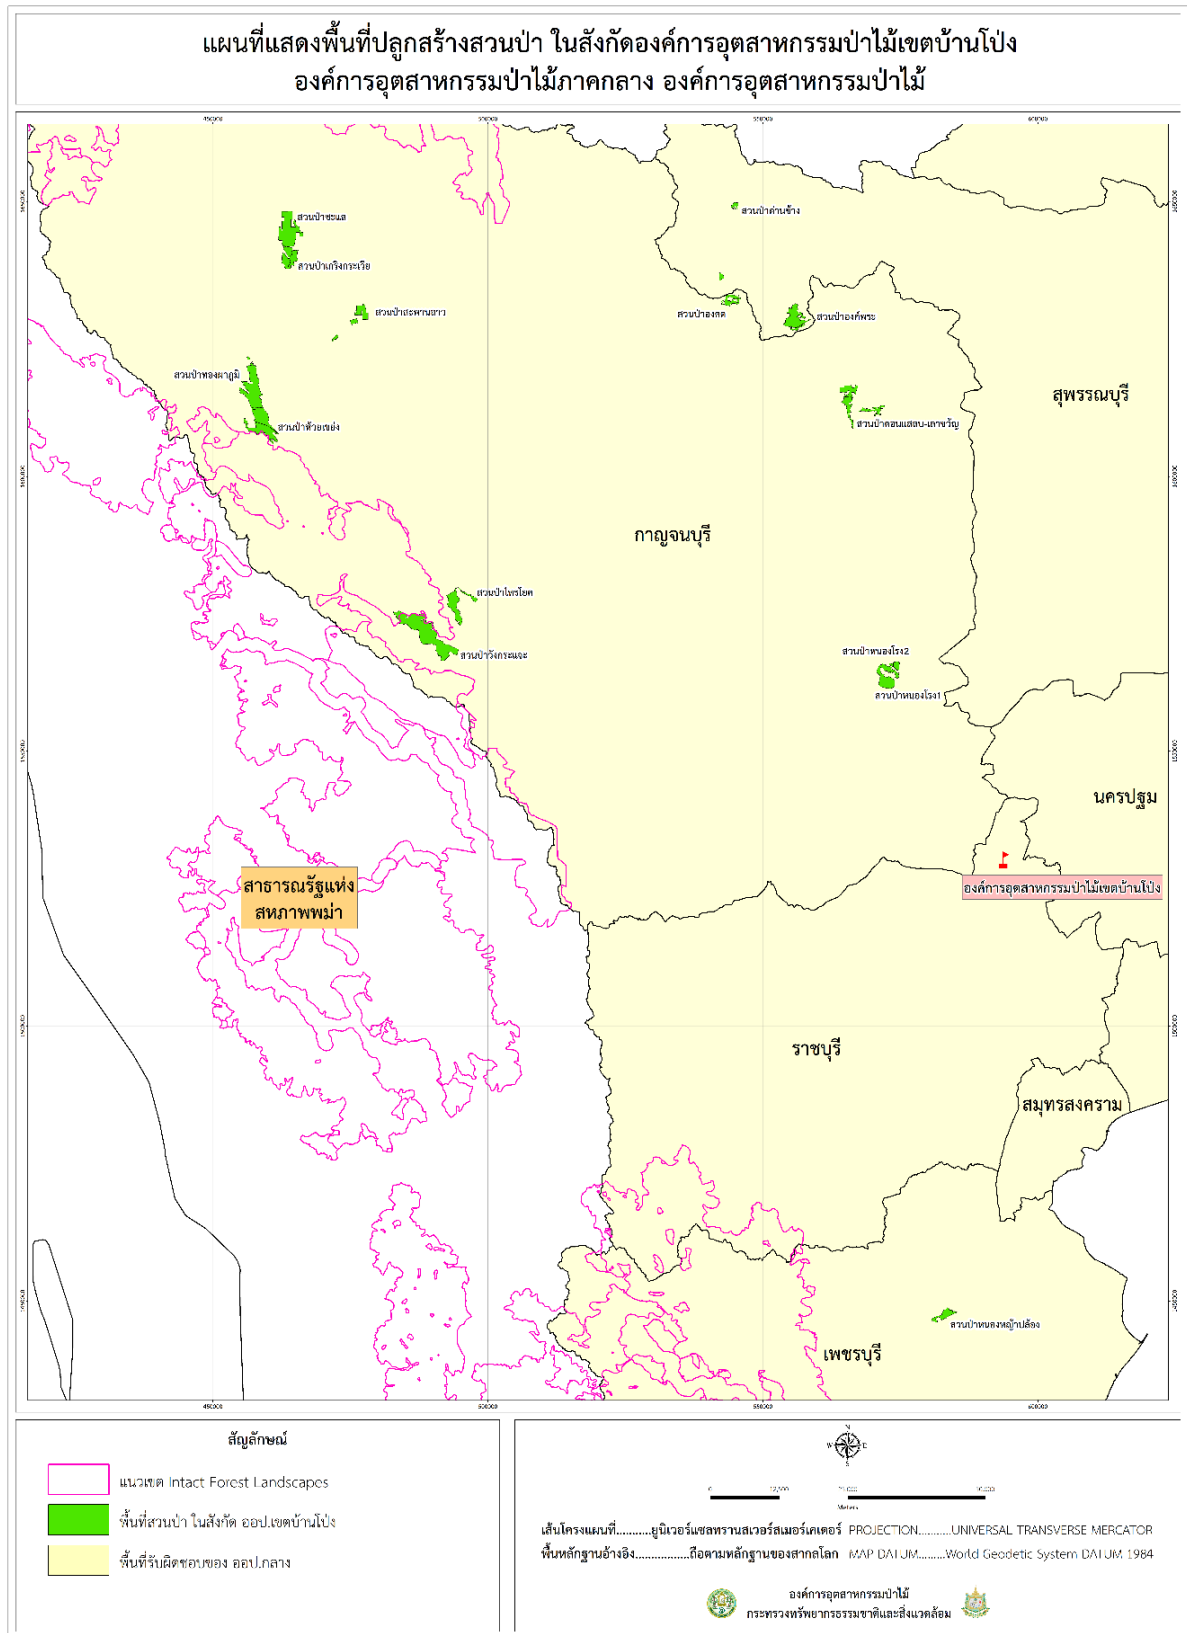 แผนที่แสดงพื้นที่ปลูกสร้างสวนป่า ในสังกัดองค์การอุตสาหกรรมป่าไม้เขตบ้านโป่ง
องค์การอุตสาหกรรมป่าไม้ภาคกลาง องค์การอุตสาหกรรมป่าไม้
450000 500000 550000 600000
สวนป่าด่านช้าง
สวนป่าชะแล
สวนป่าเกริงกระเวีย
สวนป่าสะพานลาว
สวนป่าองสต
สวนป่าองค์พระ
สวนป่าทองผาภูมิ
สุพรรณบุรี
สวนป่าห้วยเขย่ง
สวนป่าดอนแสลบ-เลาขวัญ
กาญจนบุรี
สวนป่าไทรโยค
สวนป่าวังกระแจะ
สวนป่าหนองโรง2
สวนป่าหนองโรง1
นครปฐม
สาธารณรัฐแห่ง
สหภาพพม่า
องค์การอุตสาหกรรมป่าไม้เขตบ้านโป่ง
ราชบุรี
สมุทรสงคราม
สวนป่าหนองหญ้าปล้อง
เพชรบุรี
450000 500000 550000 600000
สัญลักษณ์
แนวเขต Intact Forest Landscapes
พื้นที่สวนป่า ในสังกัด ออป.เขตบ้านโป่ง
พื้นที่รับผิดชอบของ ออป.กลาง
N
W E
S
Meters
เส้นโครงแผนที่..........ยูนิเวอร์แซลทรานสเวอร์สเมอร์เคเตอร์ PROJECTION..........UNIVERSAL TRANSVERSE MERCATOR
พื้นหลักฐานอ้างอิง................ถือตามหลักฐานของสากลโลก MAP DATUM........World Geodetic System DATUM 1984
องค์การอุตสาหกรรมป่าไม้
กระทรวงทรัพยากรธรรมชาติและสิ่งแวดล้อม